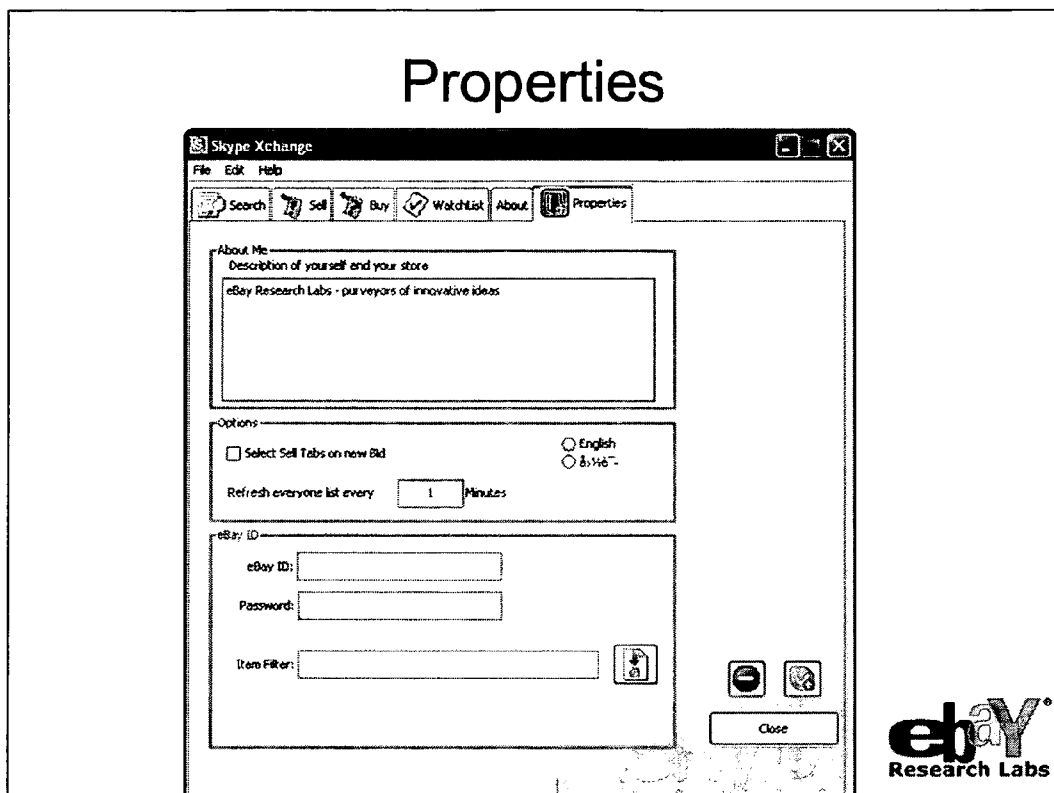 Properties
Skype Xchange
File Edit Help
Search Sell Buy WatchList About Properties
About Me
Description of yourself and your store
eBay Research Labs - purveyors of innovative ideas
Options
Select Sell Tabs on new Bid
English
Refresh everyone list every 1 Minutes
eBay ID
eBay ID:
Password:
Item Filter:
Close
ebaY®
Research Labs